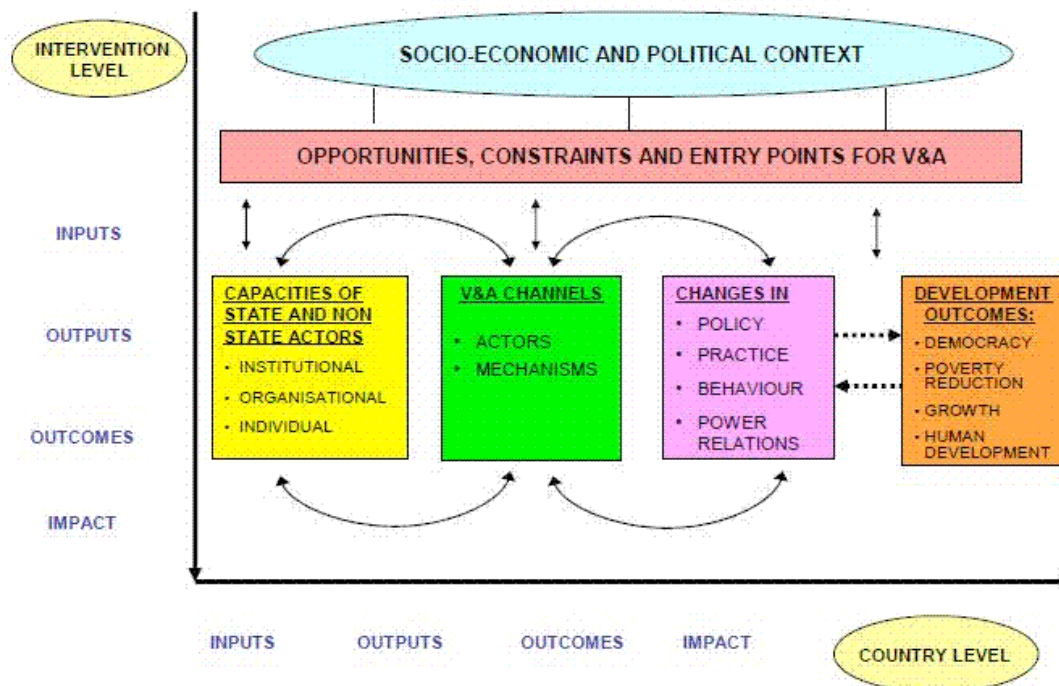 INTERVENTION
LEVEL
SOCIO-ECONOMIC AND POLITICAL CONTEXT
OPPORTUNITIES, CONSTRAINTS AND ENTRY POINTS FOR V&A
INPUTS
OUTPUTS
OUTCOMES
IMPACT
CAPACITIES OF
STATE AND NON
STATE ACTORS
• INSTITUTIONAL
• ORGANISATIONAL
• INDIVIDUAL
V&A CHANNELS
• ACTORS
• MECHANISMS
CHANGES IN
• POLICY
• PRACTICE
• BEHAVIOUR
• POWER
RELATIONS
DEVELOPMENT
OUTCOMES:
• DEMOCRACY
• POVERTY
REDUCTION
• GROWTH
• HUMAN
DEVELOPMENT
INPUTS OUTPUTS OUTCOMES IMPACT
COUNTRY LEVEL